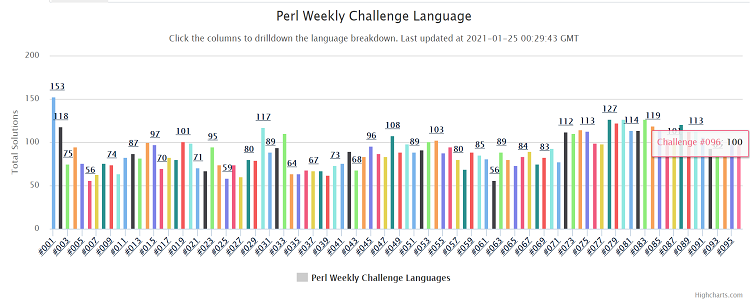 Perl Weekly Challenge Language
Click the columns to drilldown the language breakdown. Last updated at 2021-01-25 00:29:43 GMT
Total Solutions
200
150
100
50
0
153 118 75 56 74 87 97 70 101 71 95 59 80 117 89 64 67 73 68 96 108 89 103 80 85 56 89 84 83 112 113 127 114 119 101 113
Challenge #096: 100
#001 #003 #005 #007 #009 #011 #013 #015 #017 #019 #021 #023 #025 #027 #029 #031 #033 #035 #037 #039 #041 #043 #045 #047 #049 #051 #053 #055 #057 #059 #061 #063 #065 #067 #069 #071 #073 #075 #077 #079 #081 #083 #085 #087 #089 #091 #093 #095
Perl Weekly Challenge Languages
Highcharts.com